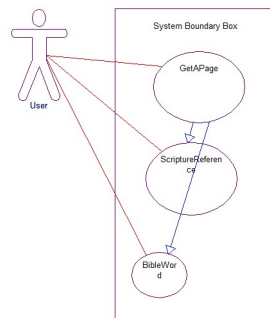 System Boundary Box
GetAPage
User
ScriptureReferen
ce
BibleWor
d